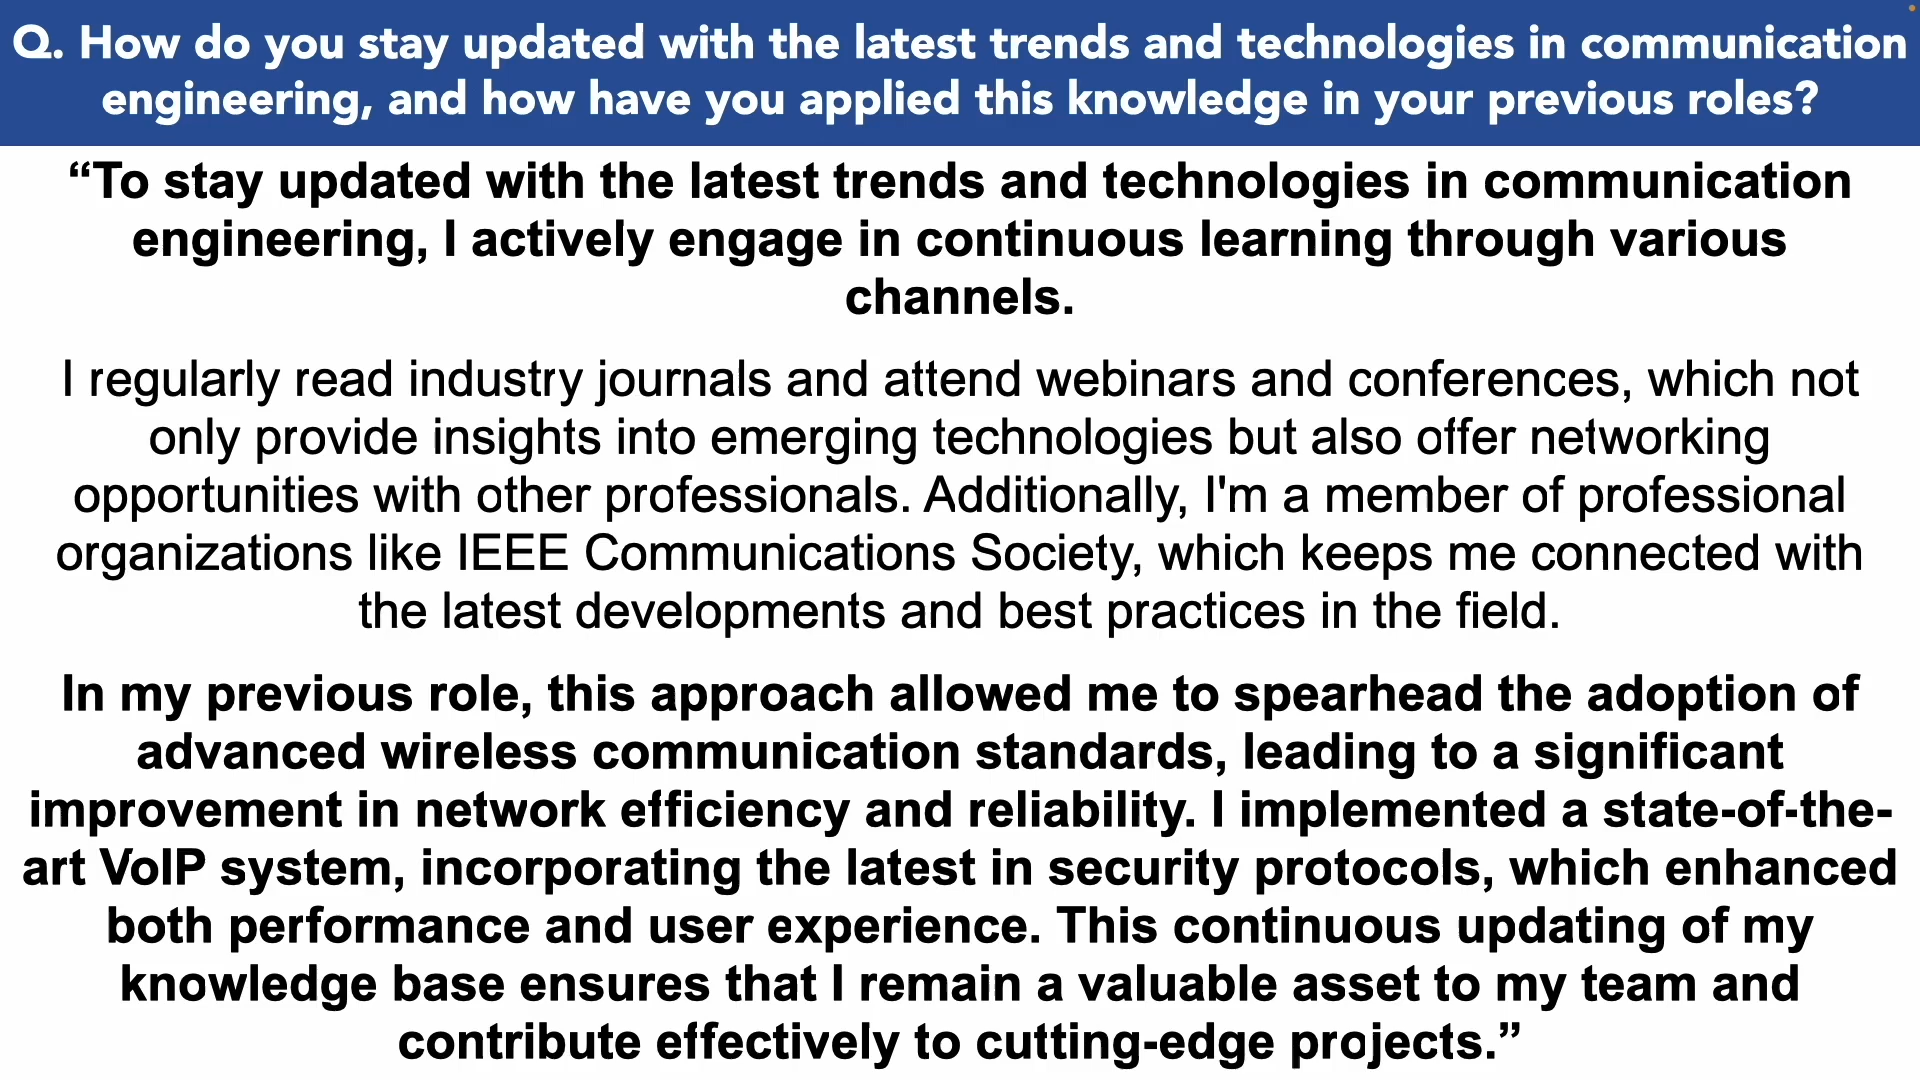 Q. How do you stay updated with the latest trends and technologies in communication
engineering, and how have you applied this knowledge in your previous roles?
“To stay updated with the latest trends and technologies in communication
engineering, I actively engage in continuous learning through various
channels.
I regularly read industry journals and attend webinars and conferences, which not
only provide insights into emerging technologies but also offer networking
opportunities with other professionals. Additionally, I'm a member of professional
organizations like IEEE Communications Society, which keeps me connected with
the latest developments and best practices in the field.
In my previous role, this approach allowed me to spearhead the adoption of
advanced wireless communication standards, leading to a significant
improvement in network efficiency and reliability. I implemented a state-of-the-
art VoIP system, incorporating the latest in security protocols, which enhanced
both performance and user experience. This continuous updating of my
knowledge base ensures that I remain a valuable asset to my team and
contribute effectively to cutting-edge projects.”